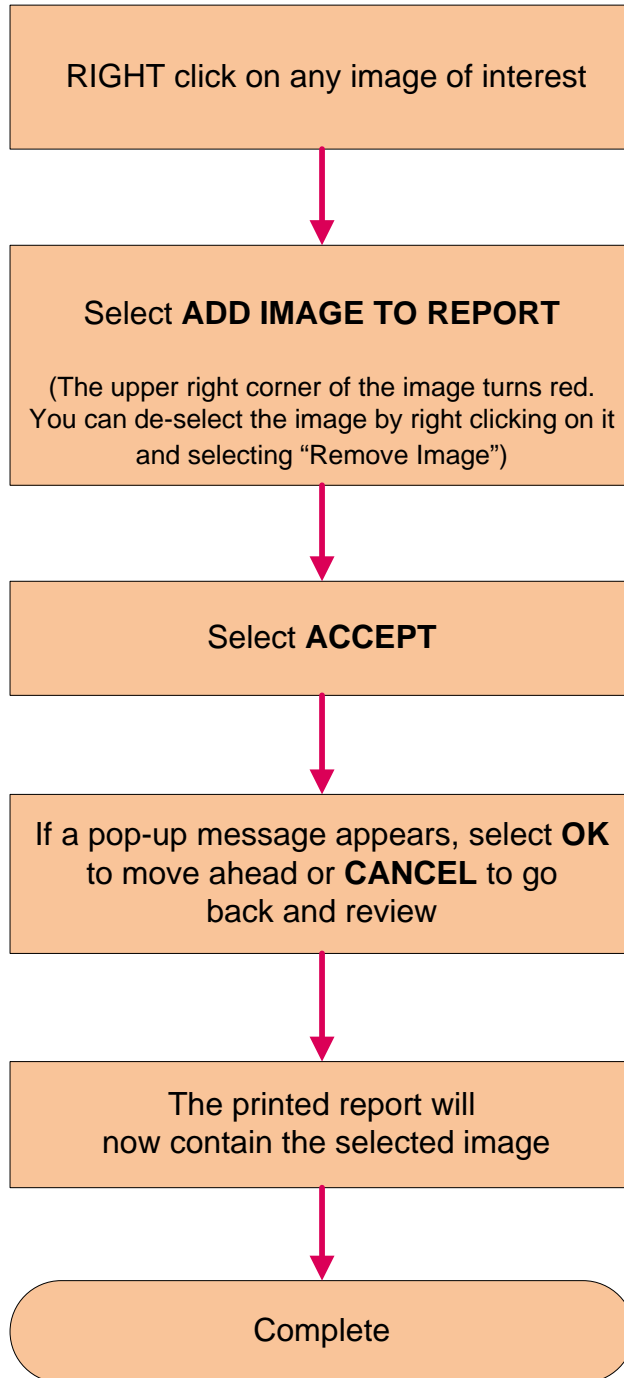 RIGHT click on any image of interest
Select ADD IMAGE TO REPORT
(The upper right corner of the image turns red.
You can de-select the image by right clicking on it
and selecting “Remove Image”)
Select ACCEPT
If a pop-up message appears, select OK
to move ahead or CANCEL to go
back and review
The printed report will
now contain the selected image
Complete